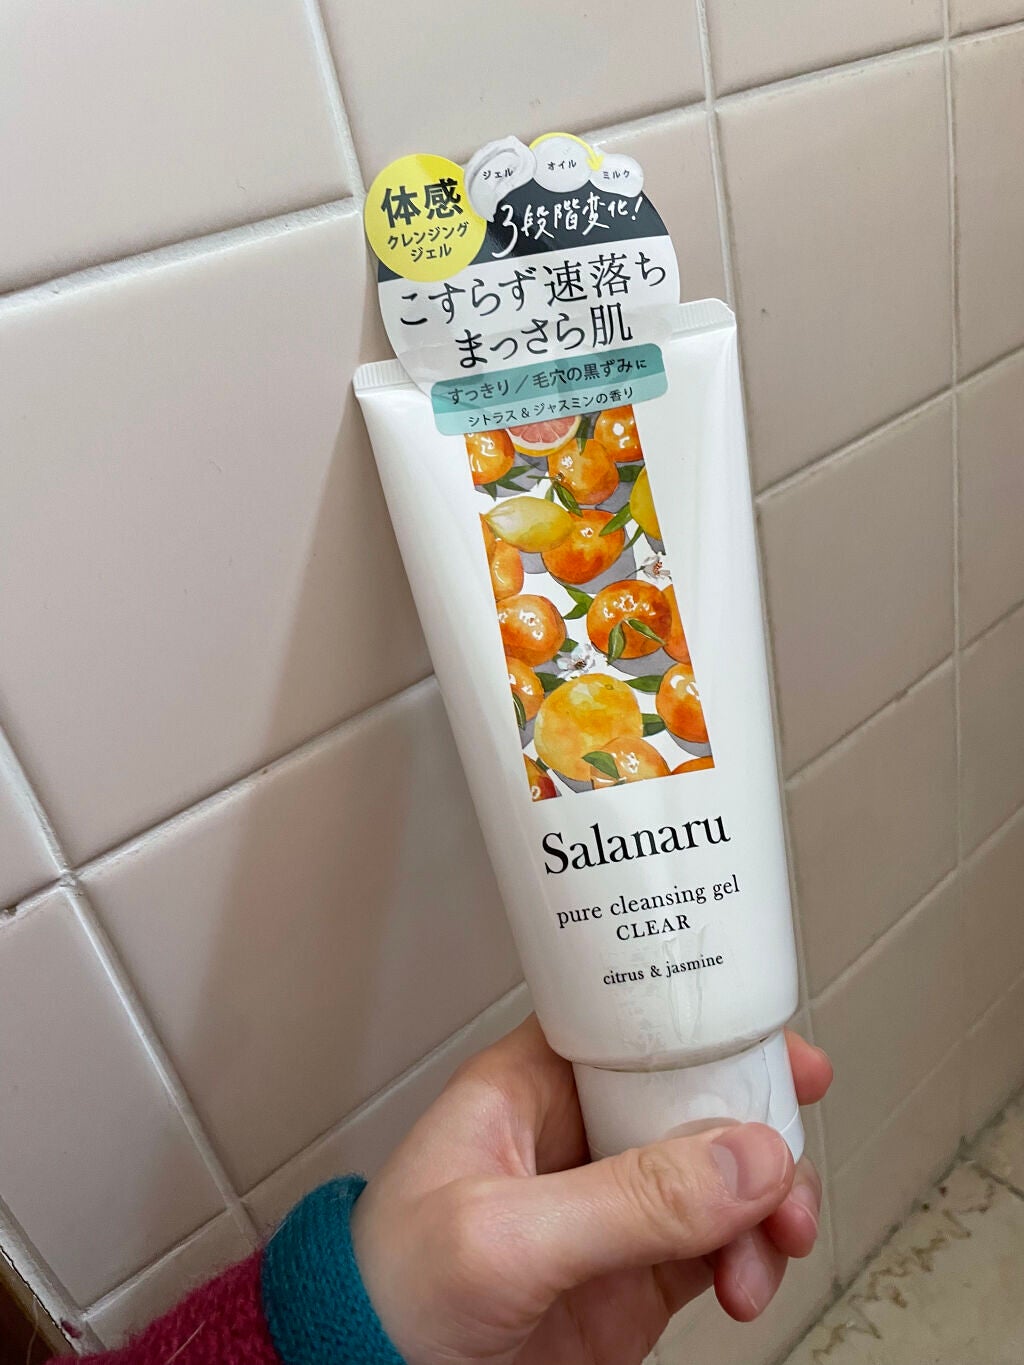 ジェル
オイル
ミルク
3段階変化!
体感
クレンジング
ジェル
こすらず速落ち
まっさら肌
すっきり/毛穴の黒ずみに
シトラス&ジャスミンの香り
Salanaru
pure cleansing gel
CLEAR
citrus & jasmine